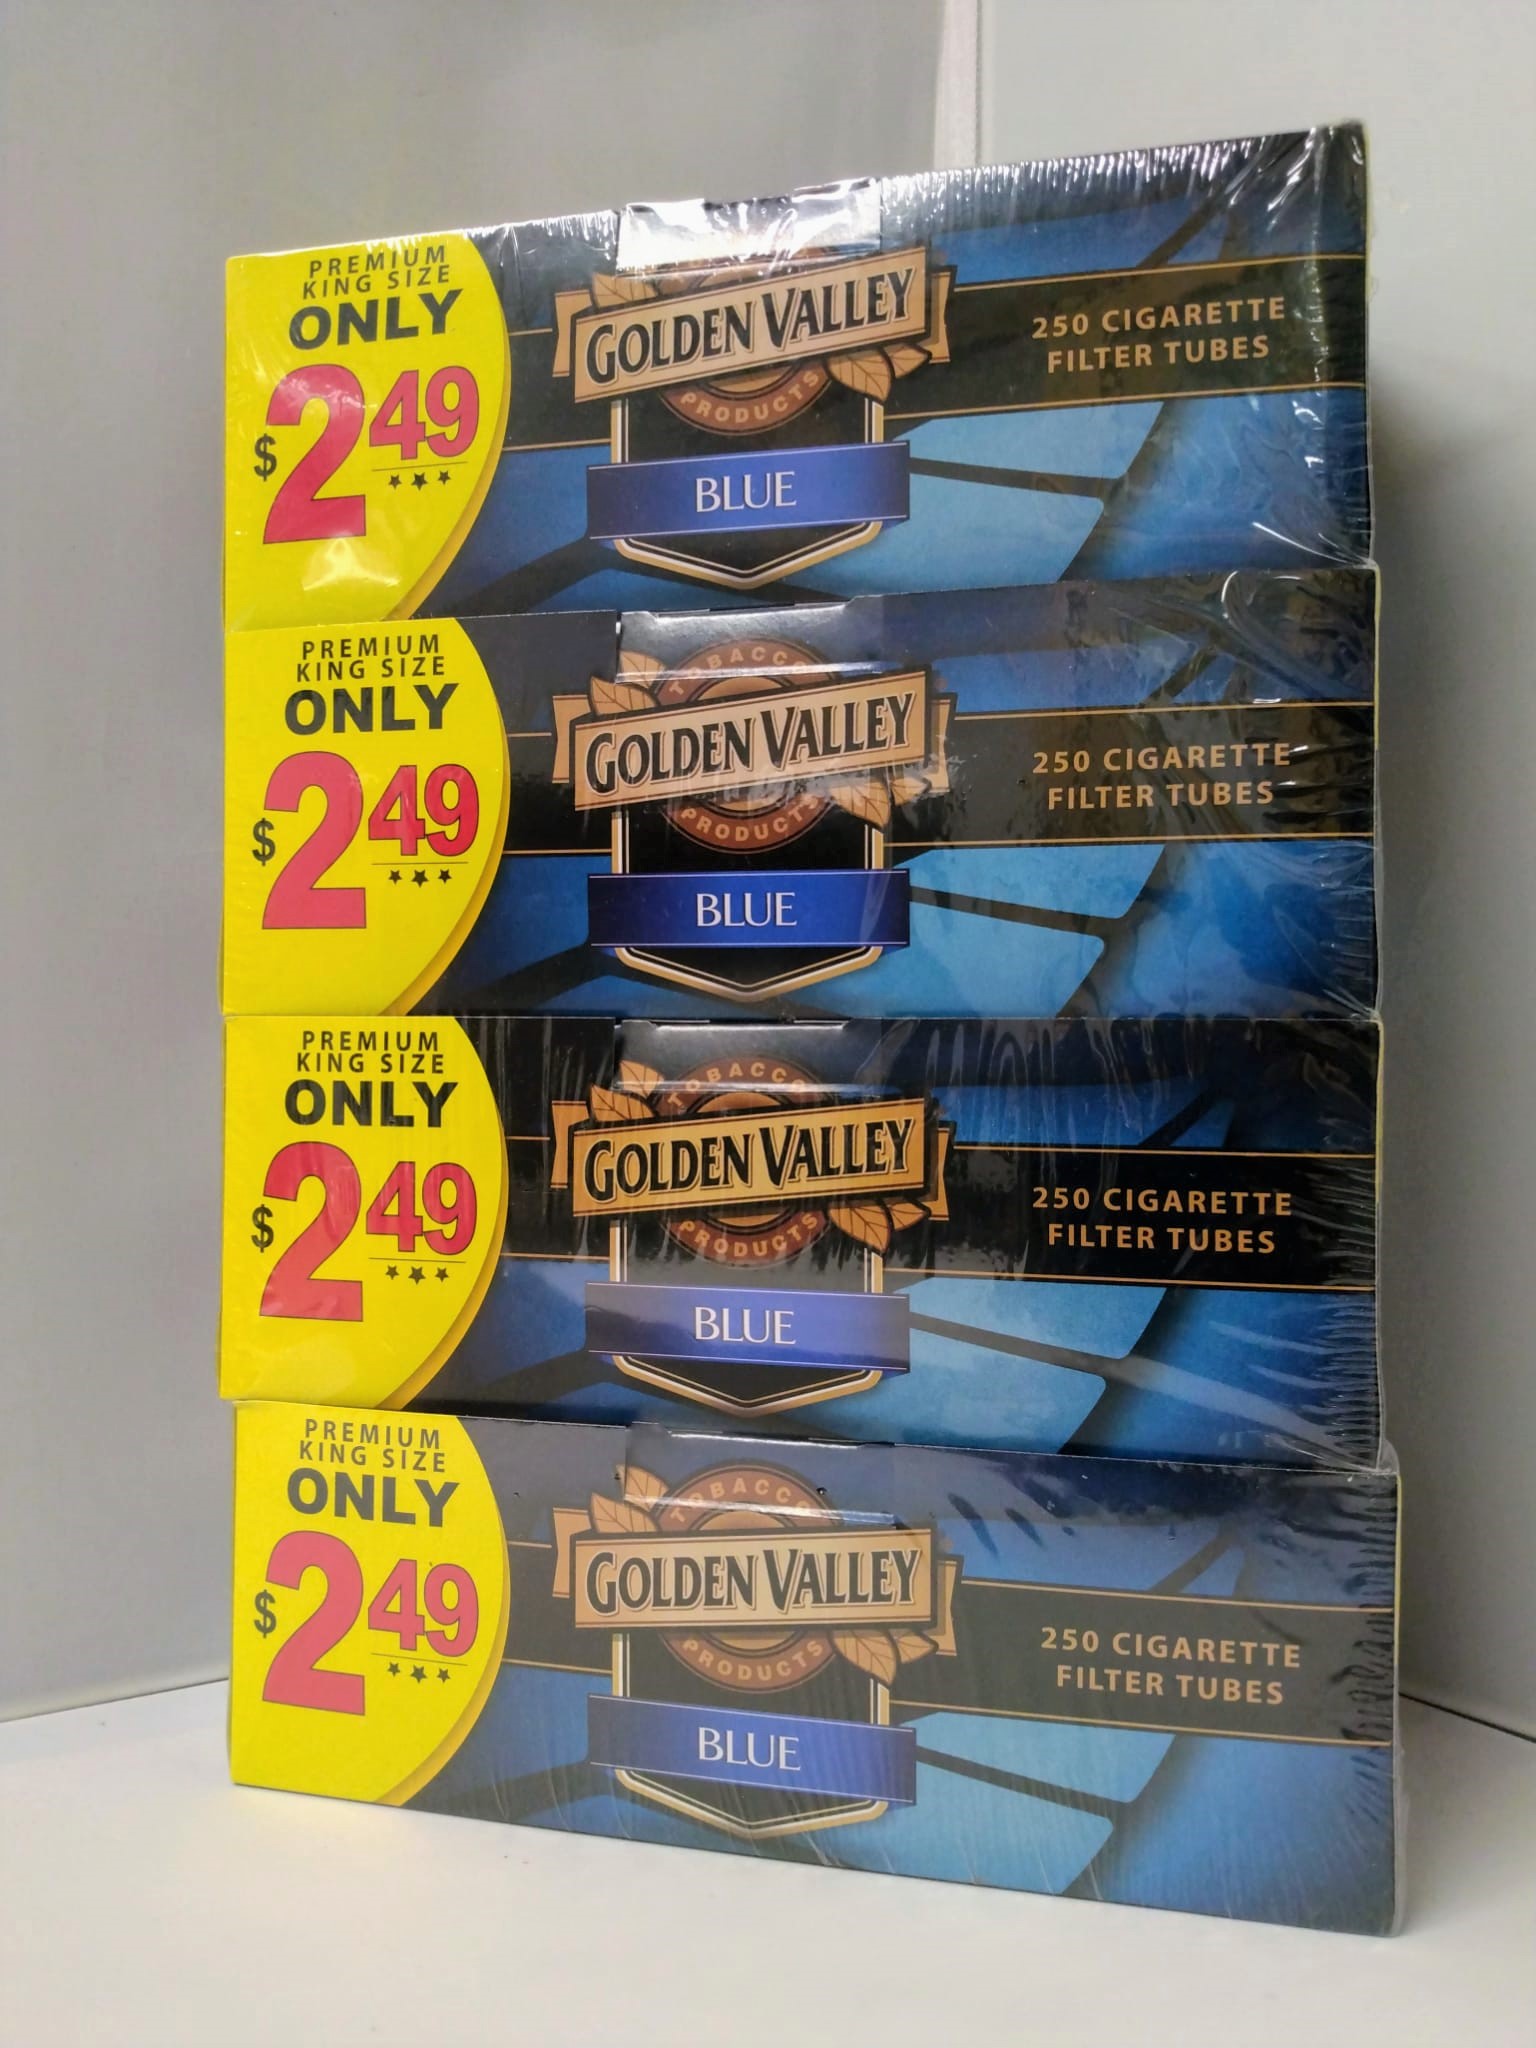 PREMIUM
KING SIZE
ONLY
$2 49
GOLDEN VALLEY
PRODUCTS
BLUE
250 CIGARETTE
FILTER TUBES
PREMIUM
KING SIZE
ONLY
$2 49
TOBACCO
GOLDEN VALLEY
PRODUCTS
BLUE
250 CIGARETTE
FILTER TUBES
PREMIUM
KING SIZE
ONLY
$2 49
TOBACCO
GOLDEN VALLEY
PRODUCTS
BLUE
250 CIGARETTE
FILTER TUBES
PREMIUM
KING SIZE
ONLY
$2 49
TOBACCO
GOLDEN VALLEY
PRODUCTS
BLUE
250 CIGARETTE
FILTER TUBES